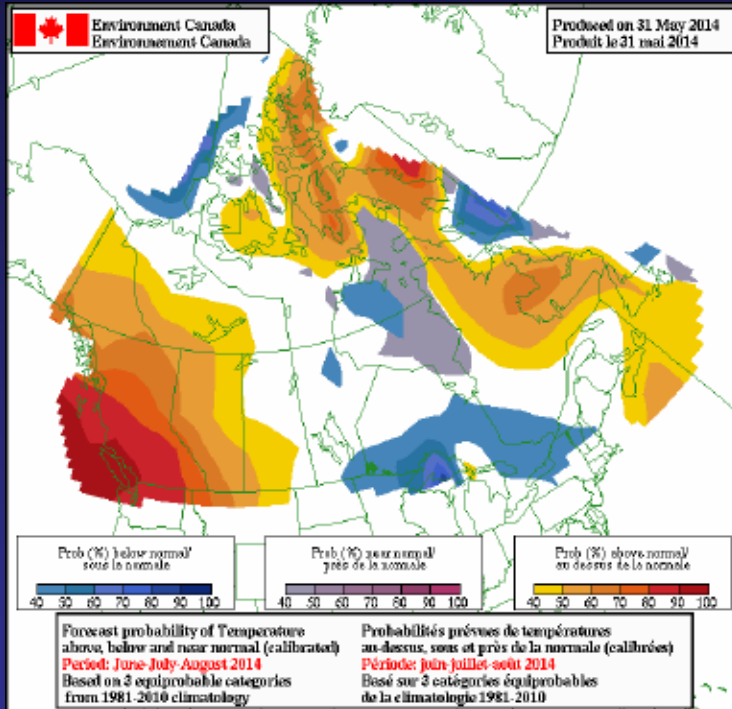 Environment Canada
Environnement Canada
Produced on 31 May 2014
Produit le 31 mai 2014
Prob (%) below normal/
sous la normale
40 50 60 70 80 90 100
Prob (%) near normal/
près de la normale
40 50 60 70 80 90 100
Prob (%) above normal/
au dessus de la normale
40 50 60 70 80 90 100
Forecast probability of Temperature
above, below and near normal (calibrated)
Period: June-July-August 2014
Based on 3 equiprobable categories
from 1981-2010 climatology
Probabilités prévues de températures
au-dessus, sous et près de la normale (calibrées)
Période: juin-juillet-août 2014
Basé sur 3 catégories équiprobables
de la climatologie 1981-2010